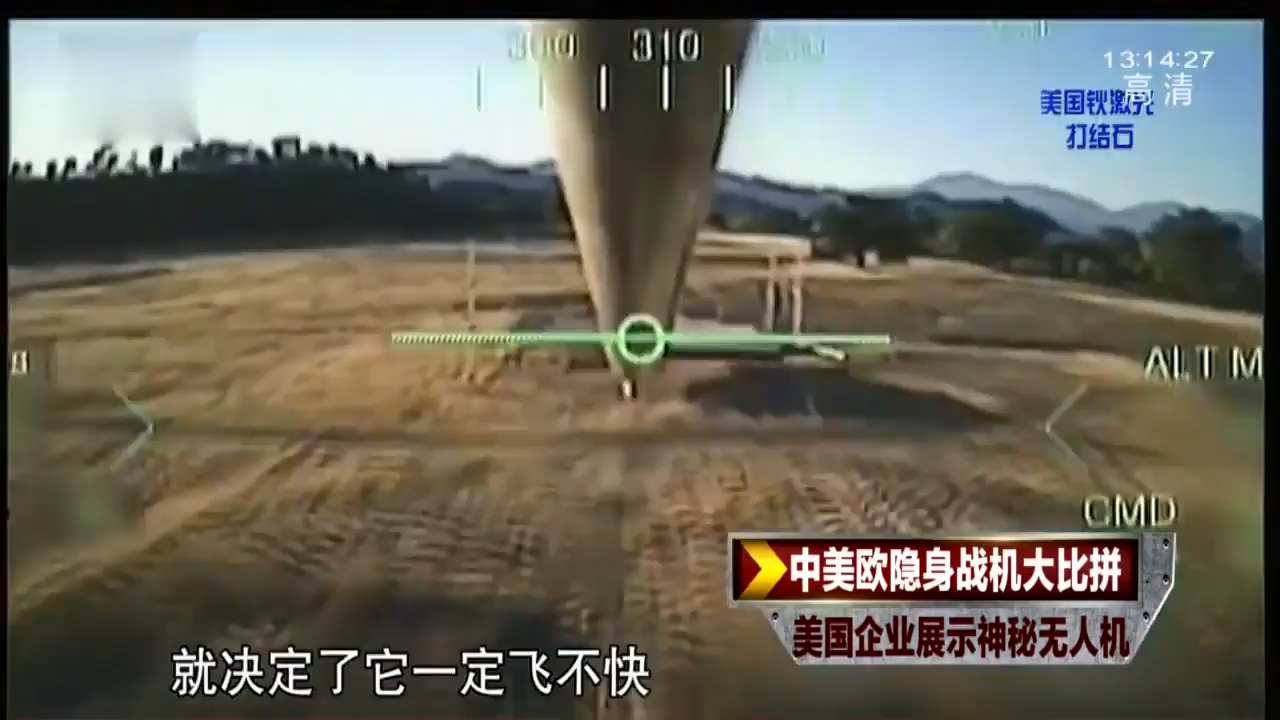 300 310
13:14:27
高清
美国钬激光
打结石
ALT M
CMD
中美欧隐身战机大比拼
美国企业展示神秘无人机
就决定了它一定飞不快